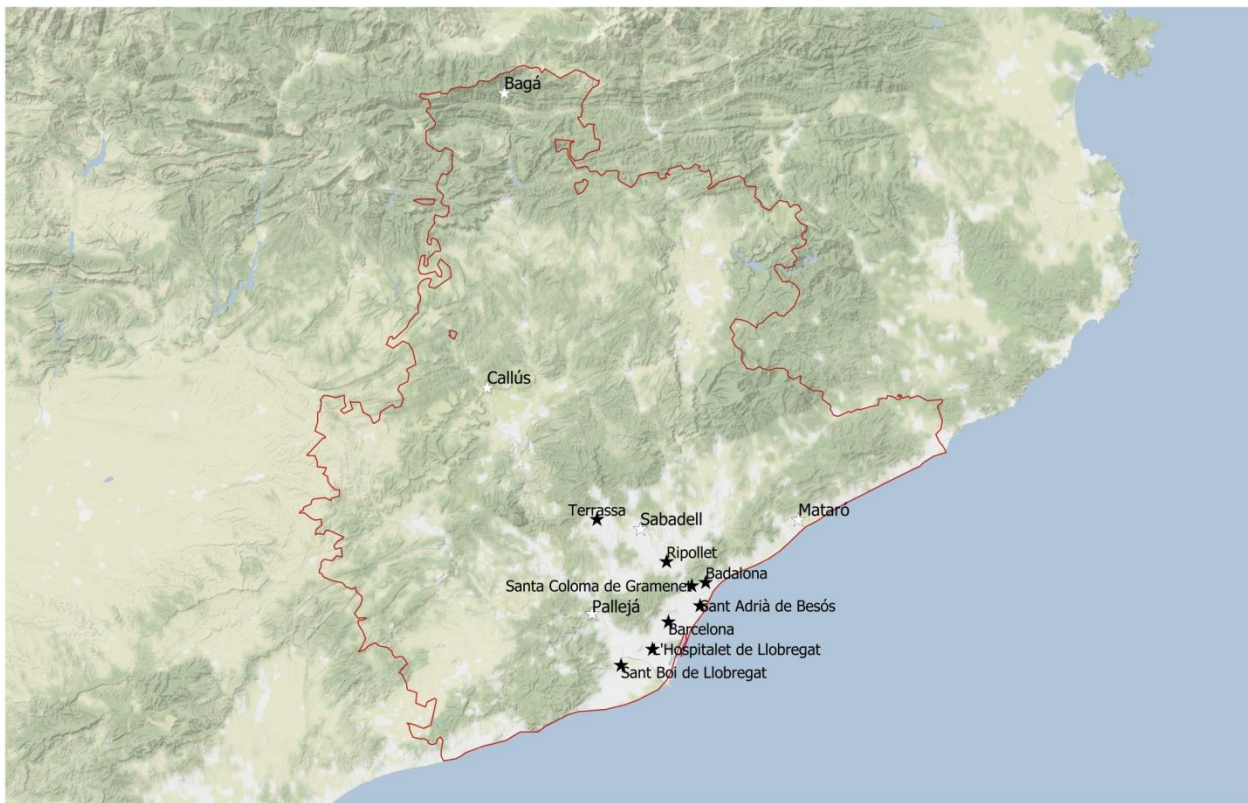 Bagá
Callús
Terrassa
Sabadell
Mataró
Ripollet
Badalona
Santa Coloma de Gramenet
Sant Adrià de Besós
Pallejá
Barcelona
L'Hospitalet de Llobregat
Sant Boi de Llobregat